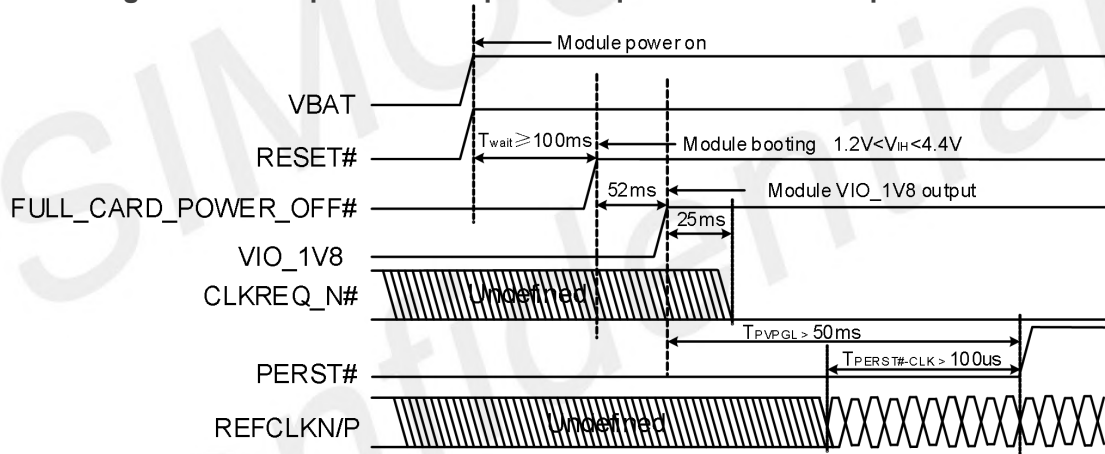 Module power on
VBAT
RESET#
Twait≥100ms
Module booting 1.2V<VIH<4.4V
FULL_CARD_POWER_OFF#
52ms
Module VIO_1V8 output
25ms
VIO_1V8
CLKREQ_N#
Undefined
TPVPGL > 50ms
PERST#
TPERST#-CLK > 100us
REFCLKN/P
Undefined